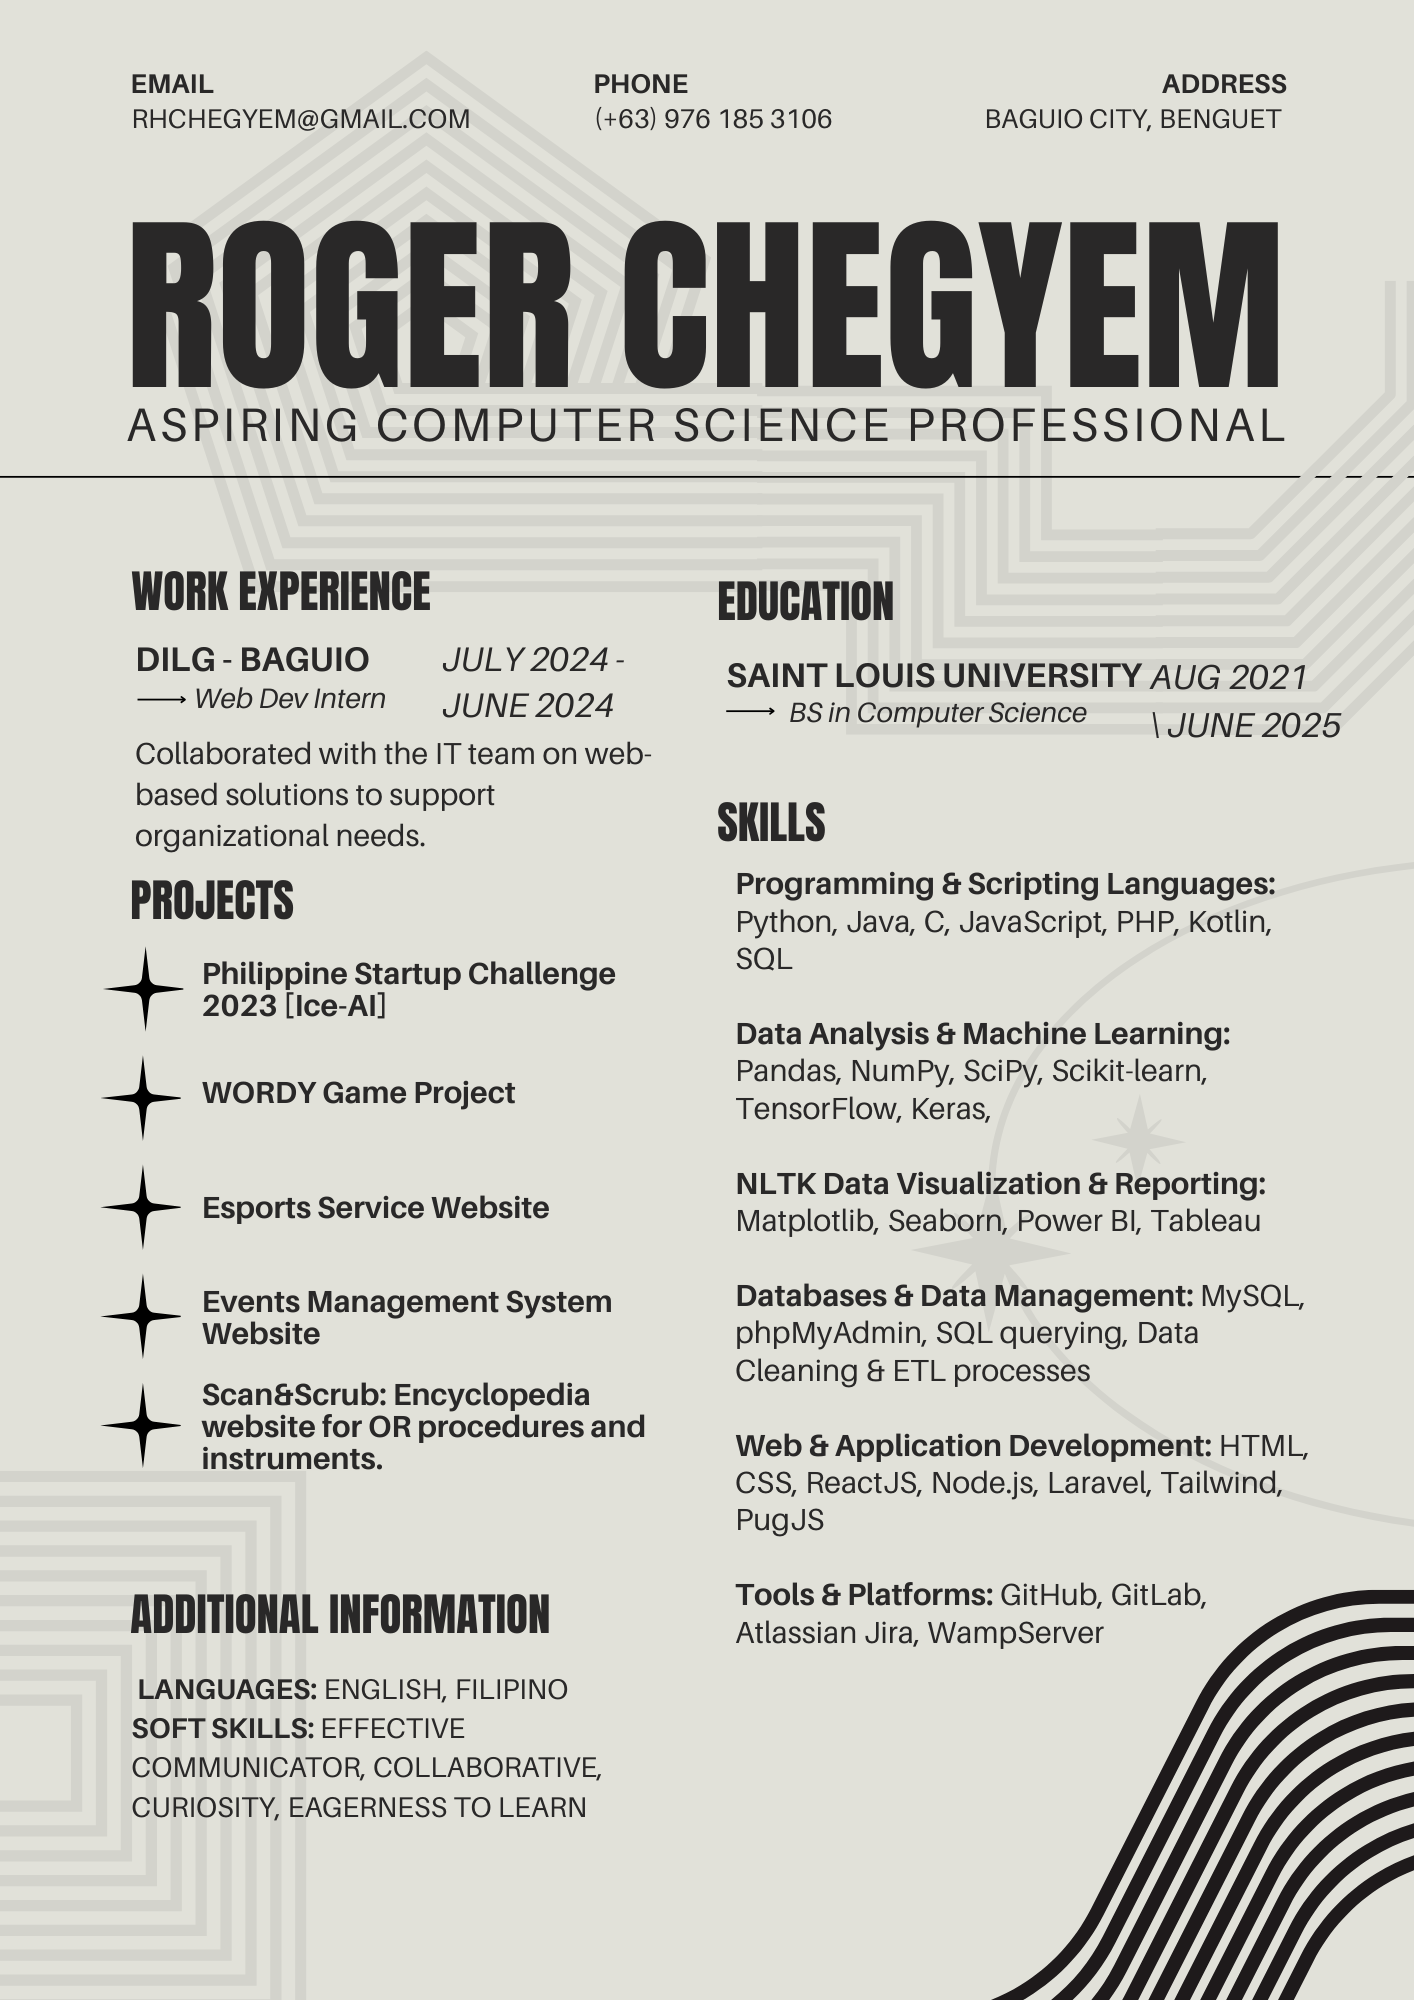 EMAIL
RHCHEGYEM@GMAIL.COM
PHONE
(+63) 976 185 3106
ADDRESS
BAGUIO CITY, BENGUET
ROGER CHEGYEM
ASPIRING COMPUTER SCIENCE PROFESSIONAL
WORK EXPERIENCE
DILG - BAGUIO
Web Dev Intern
JULY 2024 -
JUNE 2024
Collaborated with the IT team on web-
based solutions to support
organizational needs.
PROJECTS
Philippine Startup Challenge
2023 [Ice-AI]
WORDY Game Project
Esports Service Website
Events Management System
Website
Scan&Scrub: Encyclopedia
website for OR procedures and
instruments.
ADDITIONAL INFORMATION
LANGUAGES: ENGLISH, FILIPINO
SOFT SKILLS: EFFECTIVE
COMMUNICATOR, COLLABORATIVE,
CURIOSITY, EAGERNESS TO LEARN
EDUCATION
SAINT LOUIS UNIVERSITY
BS in Computer Science
AUG 2021
\ JUNE 2025
SKILLS
Programming & Scripting Languages:
Python, Java, C, JavaScript, PHP, Kotlin,
SQL
Data Analysis & Machine Learning:
Pandas, NumPy, SciPy, Scikit-learn,
TensorFlow, Keras,
NLTK Data Visualization & Reporting:
Matplotlib, Seaborn, Power BI, Tableau
Databases & Data Management: MySQL,
phpMyAdmin, SQL querying, Data
Cleaning & ETL processes
Web & Application Development: HTML,
CSS, ReactJS, Node.js, Laravel, Tailwind,
PugJS
Tools & Platforms: GitHub, GitLab,
Atlassian Jira, WampServer